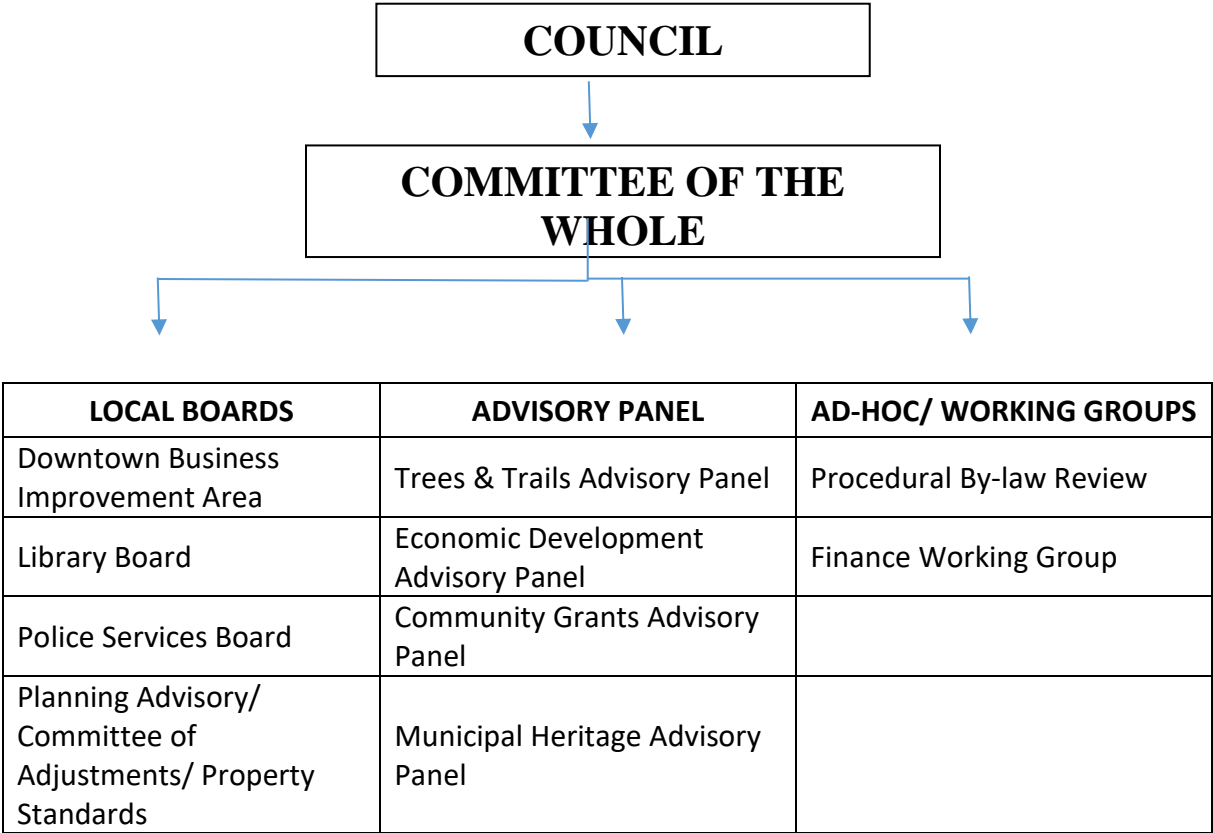 COUNCIL
COMMITTEE OF THE
WHOLE
LOCAL BOARDS
ADVISORY PANEL
AD-HOC/ WORKING GROUPS
Downtown Business
Improvement Area
Trees & Trails Advisory Panel
Procedural By-law Review
Library Board
Economic Development
Advisory Panel
Finance Working Group
Police Services Board
Community Grants Advisory
Panel
Planning Advisory/
Committee of
Adjustments/ Property
Standards
Municipal Heritage Advisory
Panel